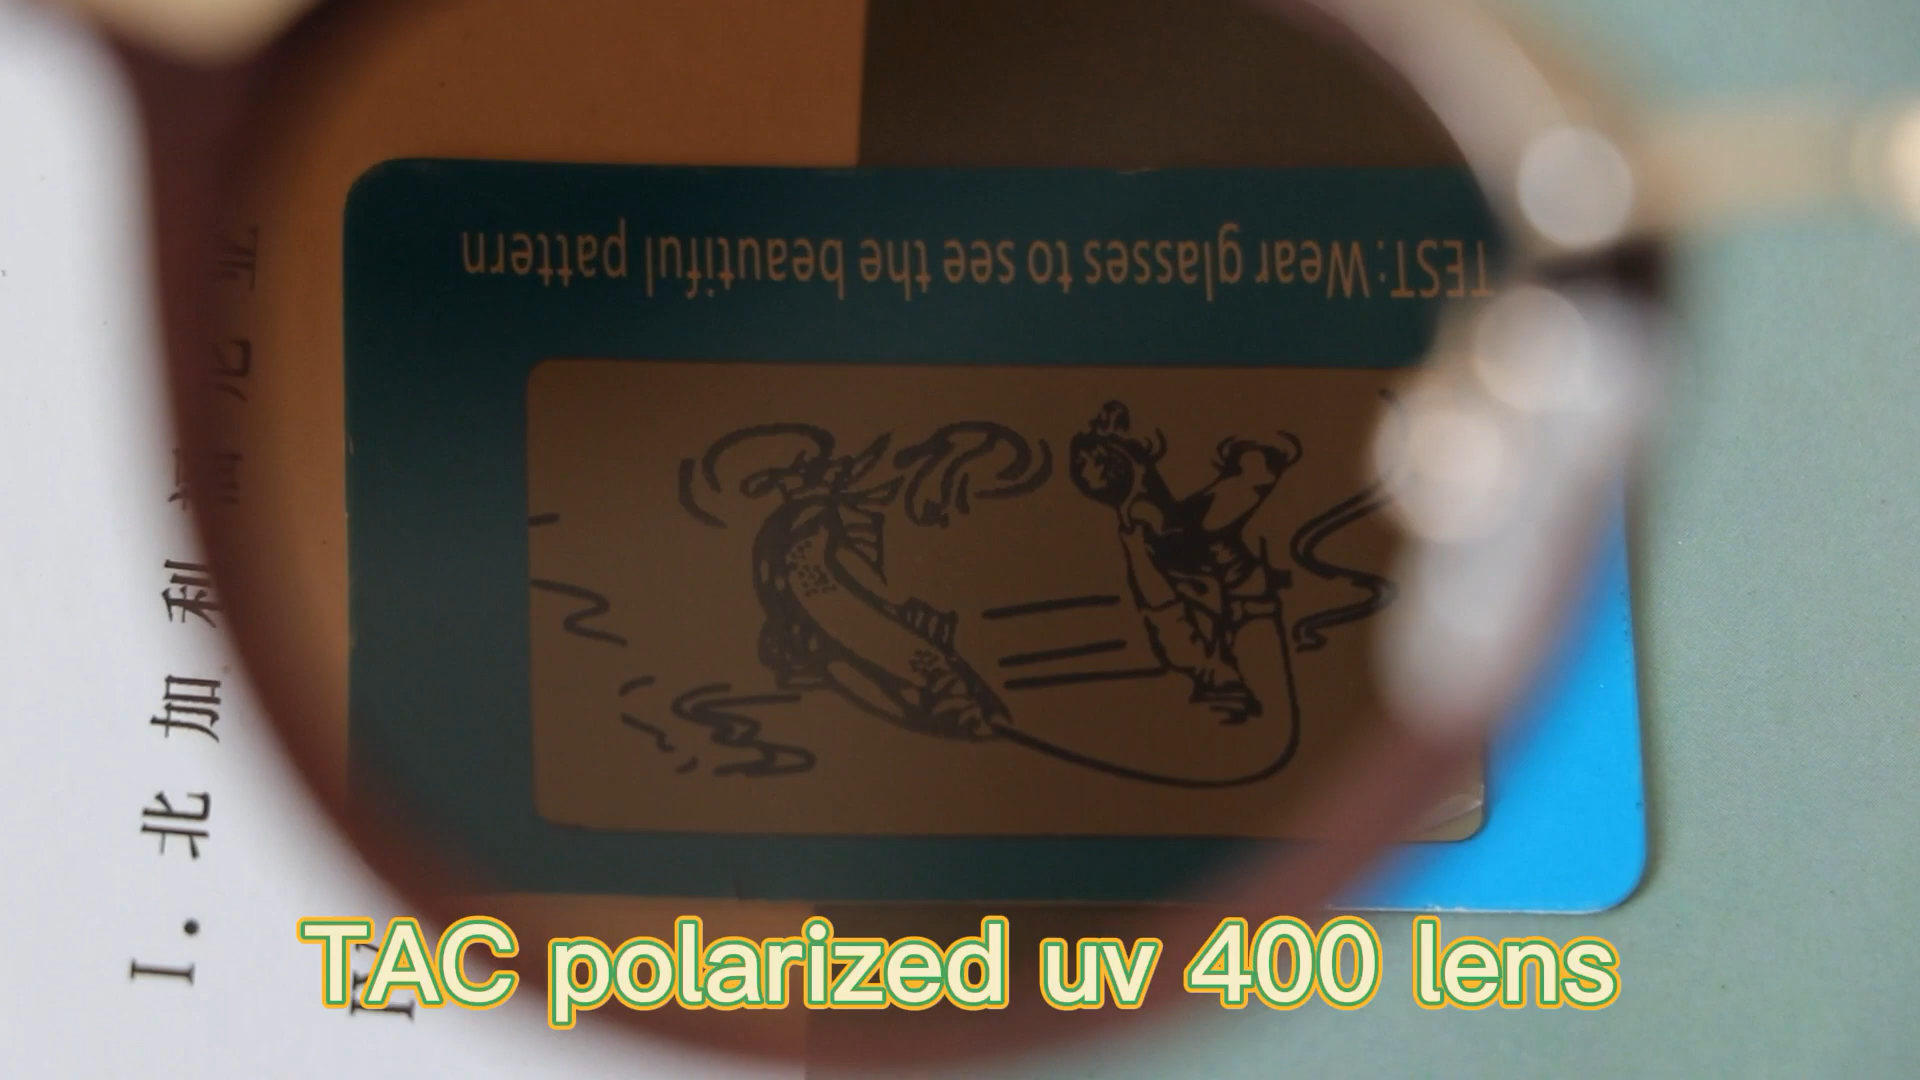 TEST: Wear glasses to see the beautiful pattern
I. 北加利
TAC polarized uv 400 lens